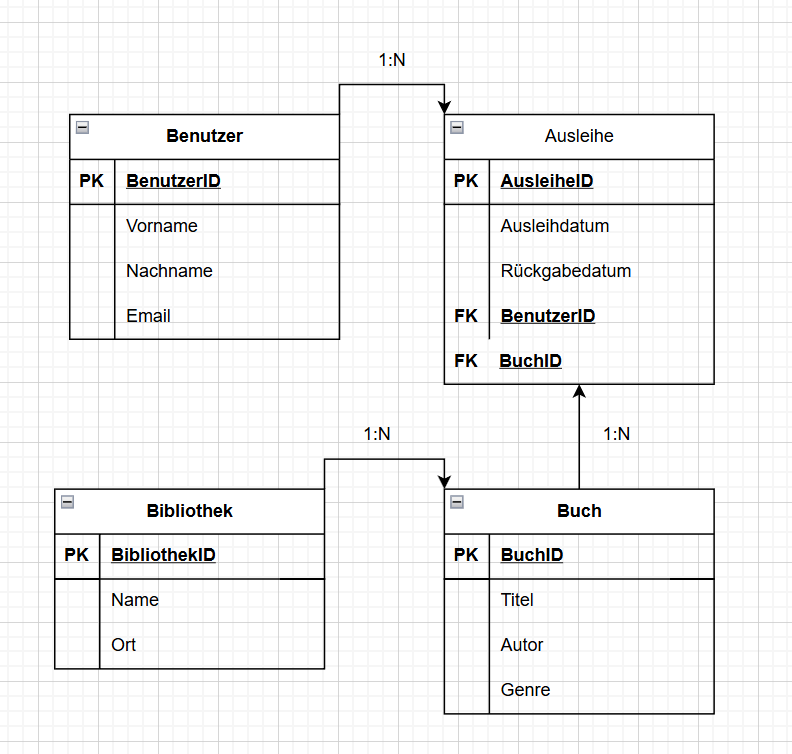 1:N
Benutzer
PK BenutzerID
Vorname
Nachname
Email
Ausleihe
PK AusleiheID
Ausleihdatum
Rückgabedatum
FK BenutzerID
FK BuchID
1:N
1:N
Bibliothek
PK BibliothekID
Name
Ort
Buch
PK BuchID
Titel
Autor
Genre